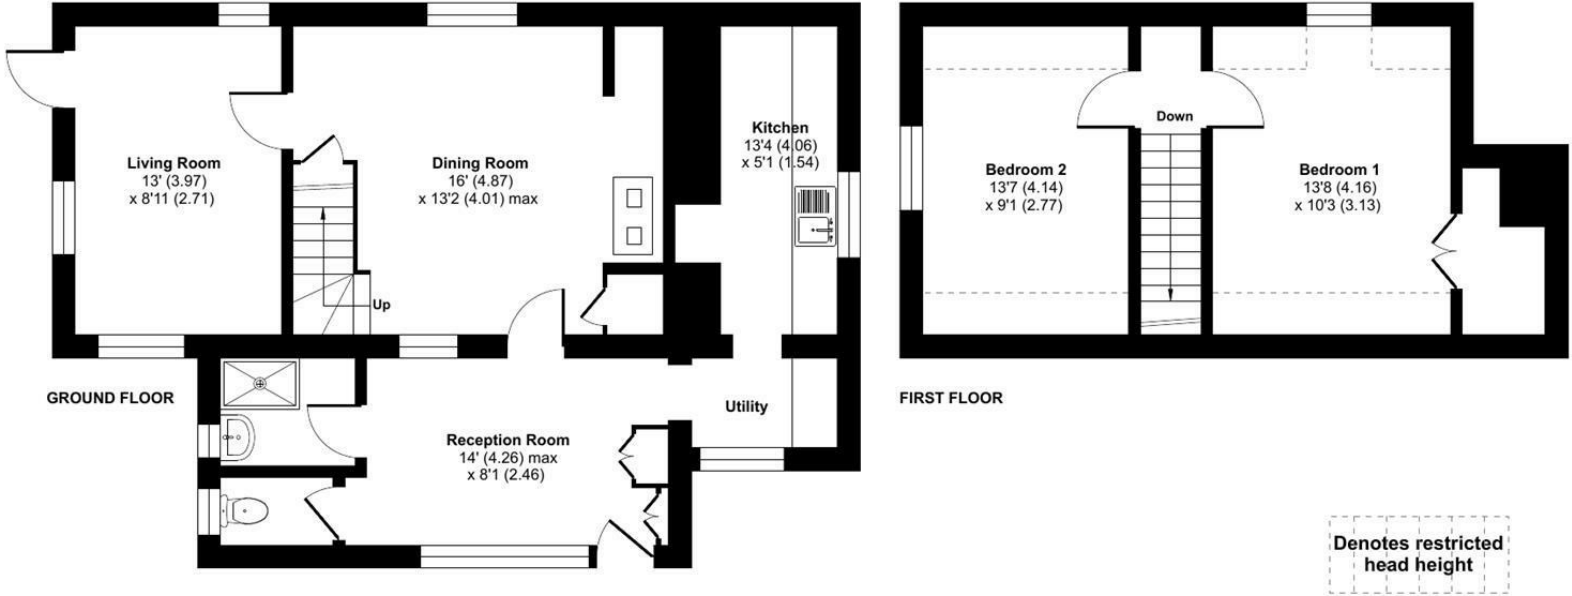 Living Room
13' (3.97)
x 8'11 (2.71)
Dining Room
16' (4.87)
x 13'2 (4.01) max
Kitchen
13'4 (4.06)
x 5'1 (1.54)
Up
GROUND FLOOR
Reception Room
14' (4.26) max
x 8'1 (2.46)
Utility
Down
Bedroom 2
13'7 (4.14)
x 9'1 (2.77)
Bedroom 1
13'8 (4.16)
x 10'3 (3.13)
FIRST FLOOR
Denotes restricted
head height